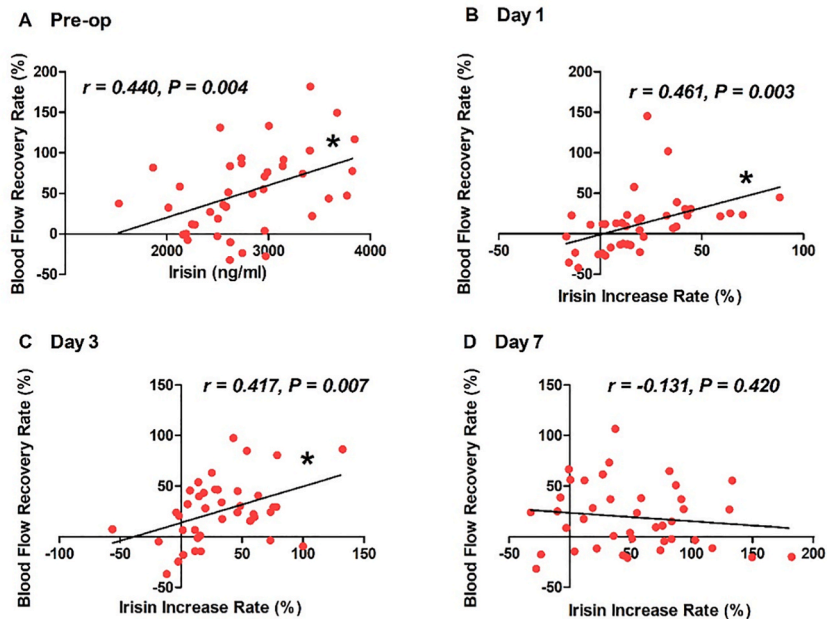 A Pre-op
Blood Flow Recovery Rate (%)
200
150
100
50
0
-50
r = 0.440, P = 0.004
*
2000 3000 4000
Irisin (ng/ml)
B Day 1
Blood Flow Recovery Rate (%)
200
150
100
50
0
-50
r = 0.461, P = 0.003
*
-50 50 100
Irisin Increase Rate (%)
C Day 3
Blood Flow Recovery Rate (%)
150
100
50
-50
r = 0.417, P = 0.007
*
-100 -50 0 50 100 150
Irisin Increase Rate (%)
D Day 7
Blood Flow Recovery Rate (%)
150
100
50
-50
r = -0.131, P = 0.420
-50 0 50 100 150 200
Irisin Increase Rate (%)